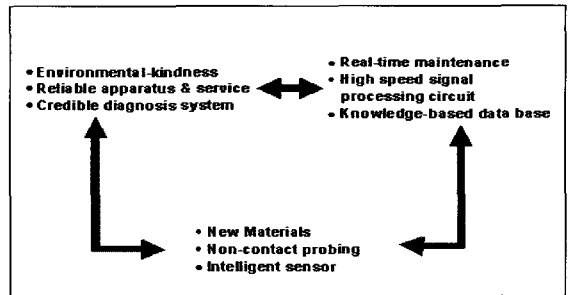 • Environmental-kindness
• Reliable apparatus & service
• Credible diagnosis system
• Real-time maintenance
• High speed signal
processing circuit
• Knowledge-based data base
• New Materials
• Non-contact probing
• Intelligent sensor